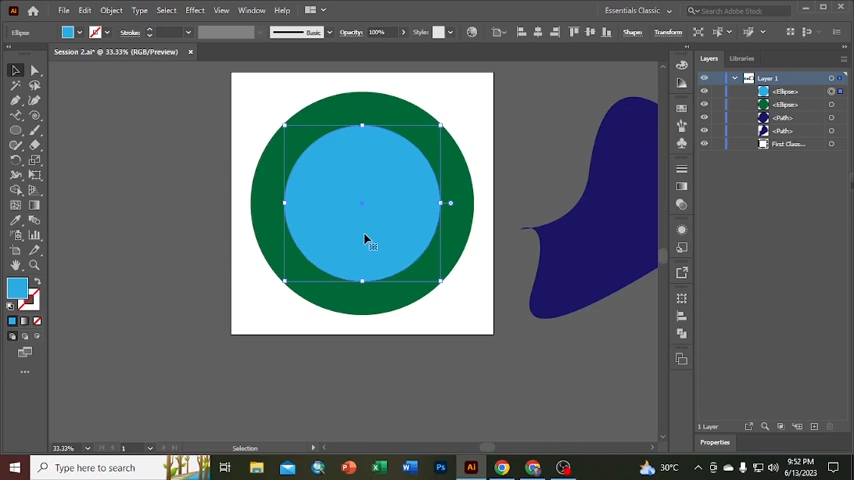 File Edit Object Type Select Effect View Window Help Essentials Classic Search Adobe Stock
Ellipse Stroke: Basic Opacity: 100% Style: Shape: Transform
Session 2.ai* @ 33.33% (RGB/Preview) Layers Libraries
Layer 1
<Ellipse>
<Ellipse>
<Path>
<Path>
First Class...
1 Layer
Properties
33.33% 1 Selection
Type here to search 30°C 9:52 PM
6/13/2023